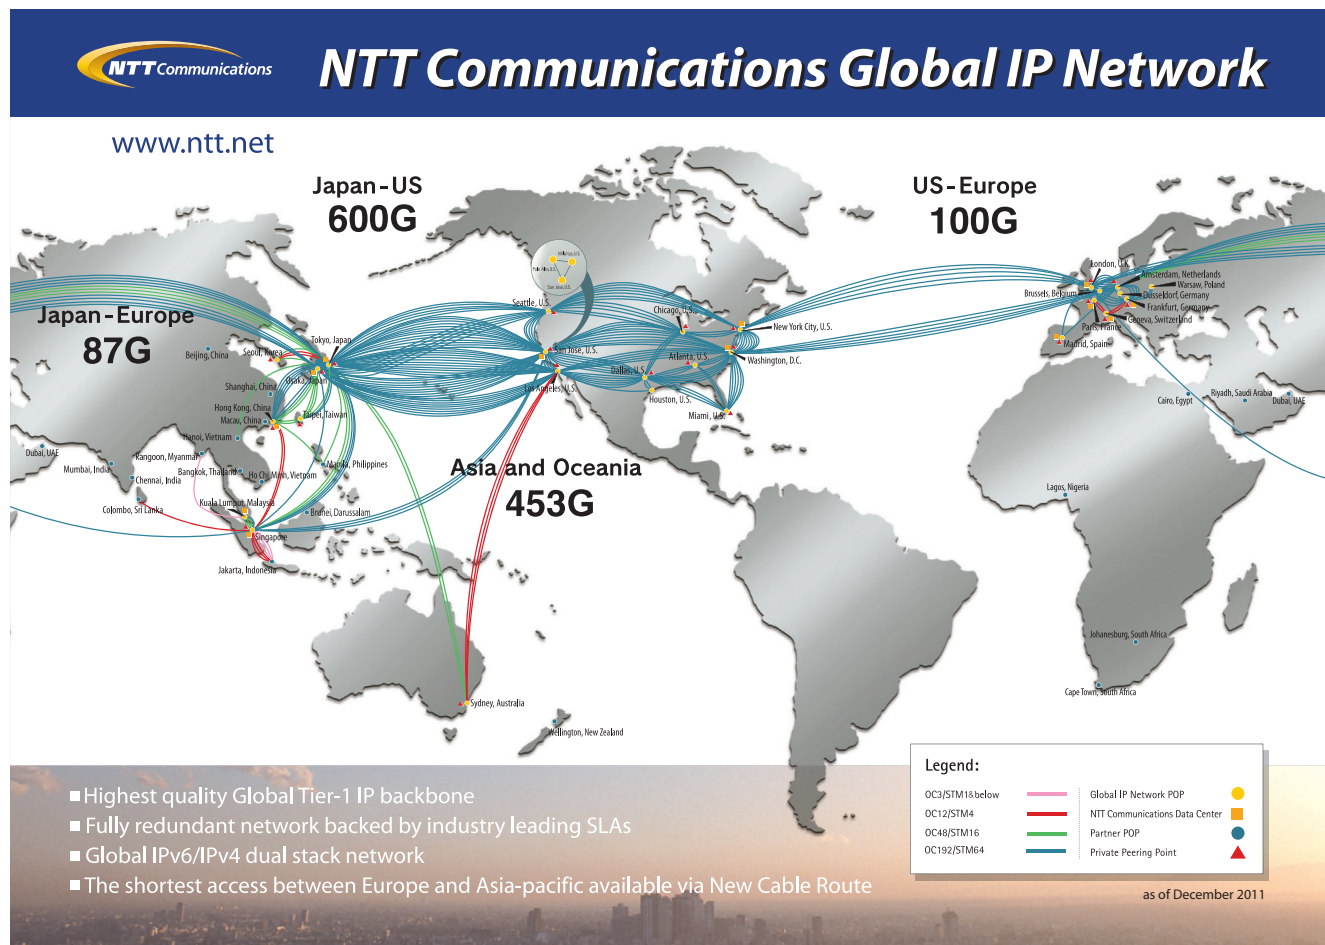 NTT Communications
NTT Communications Global IP Network
www.ntt.net
Japan-US
600G
US-Europe
100G
Japan-Europe
87G
Asia and Oceania
453G
Palo Alto, U.S.
San Jose, U.S.
Seattle, U.S.
Chicago, U.S.
New York City, U.S.
San Jose, U.S.
Los Angeles, U.S.
Dallas, U.S.
Atlanta, U.S.
Washington, D.C.
Houston, U.S.
Miami, U.S.
London, U.K.
Amsterdam, Netherlands
Warsaw, Poland
Brussels, Belgium
Dusseldorf, Germany
Frankfurt, Germany
Geneva, Switzerland
Paris, France
Madrid, Spain
Cairo, Egypt
Riyadh, Saudi Arabia
Dubai, UAE
Lagos, Nigeria
Johanesburg, South Africa
Cape Town, South Africa
Tokyo, Japan
Seoul, Korea
Beijing, China
Osaka, Japan
Shanghai, China
Hong Kong, China
Macau, China
Taipei, Taiwan
Hanoi, Vietnam
Dubai, UAE
Rangoon, Myanmar
Mumbai, India
Bangkok, Thailand
Ho Chi Minh, Vietnam
Manila, Philippines
Chennai, India
Colombo, Sri Lanka
Kuala Lumpur, Malaysia
Brunei, Darussalam
Singapore
Jakarta, Indonesia
Sydney, Australia
Wellington, New Zealand
Legend:
OC3/STM1&below
Global IP Network POP
OC12/STM4
NTT Communications Data Center
OC48/STM16
Partner POP
OC192/STM64
Private Peering Point
as of December 2011
■ Highest quality Global Tier-1 IP backbone
■ Fully redundant network backed by industry leading SLAs
■ Global IPv6/IPv4 dual stack network
■ The shortest access between Europe and Asia-pacific available via New Cable Route